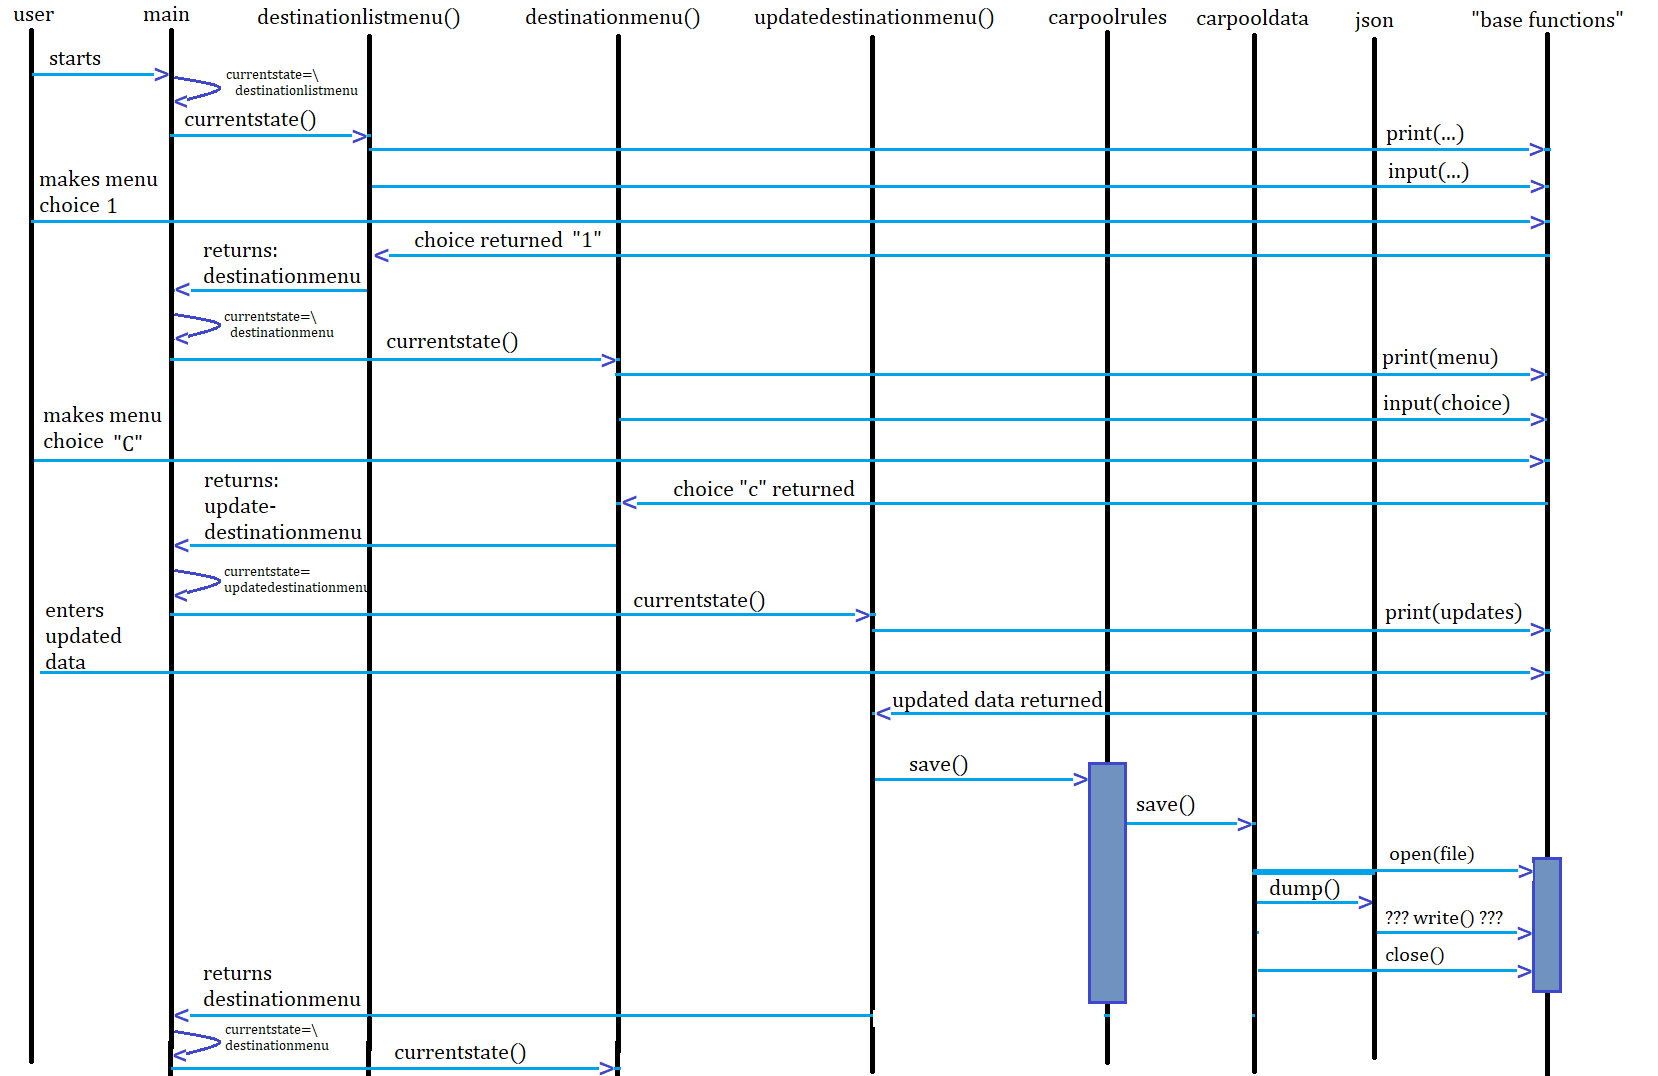 user
main
destinationlistmenu()
destinationmenu()
updatedestinationmenu()
carpoolrules
carpooldata
json
"base functions"
starts
currentstate=\
destinationlistmenu
currentstate()
print(...)
input(...)
makes menu
choice 1
choice returned "1"
returns:
destinationmenu
currentstate=\
destinationmenu
currentstate()
print(menu)
input(choice)
makes menu
choice "C"
returns:
update-
destinationmenu
choice "c" returned
currentstate=
updatedestinationmenu
currentstate()
print(updates)
enters
updated
data
updated data returned
save()
save()
open(file)
dump()
??? write() ???
close()
returns
destinationmenu
currentstate=\
destinationmenu
currentstate()